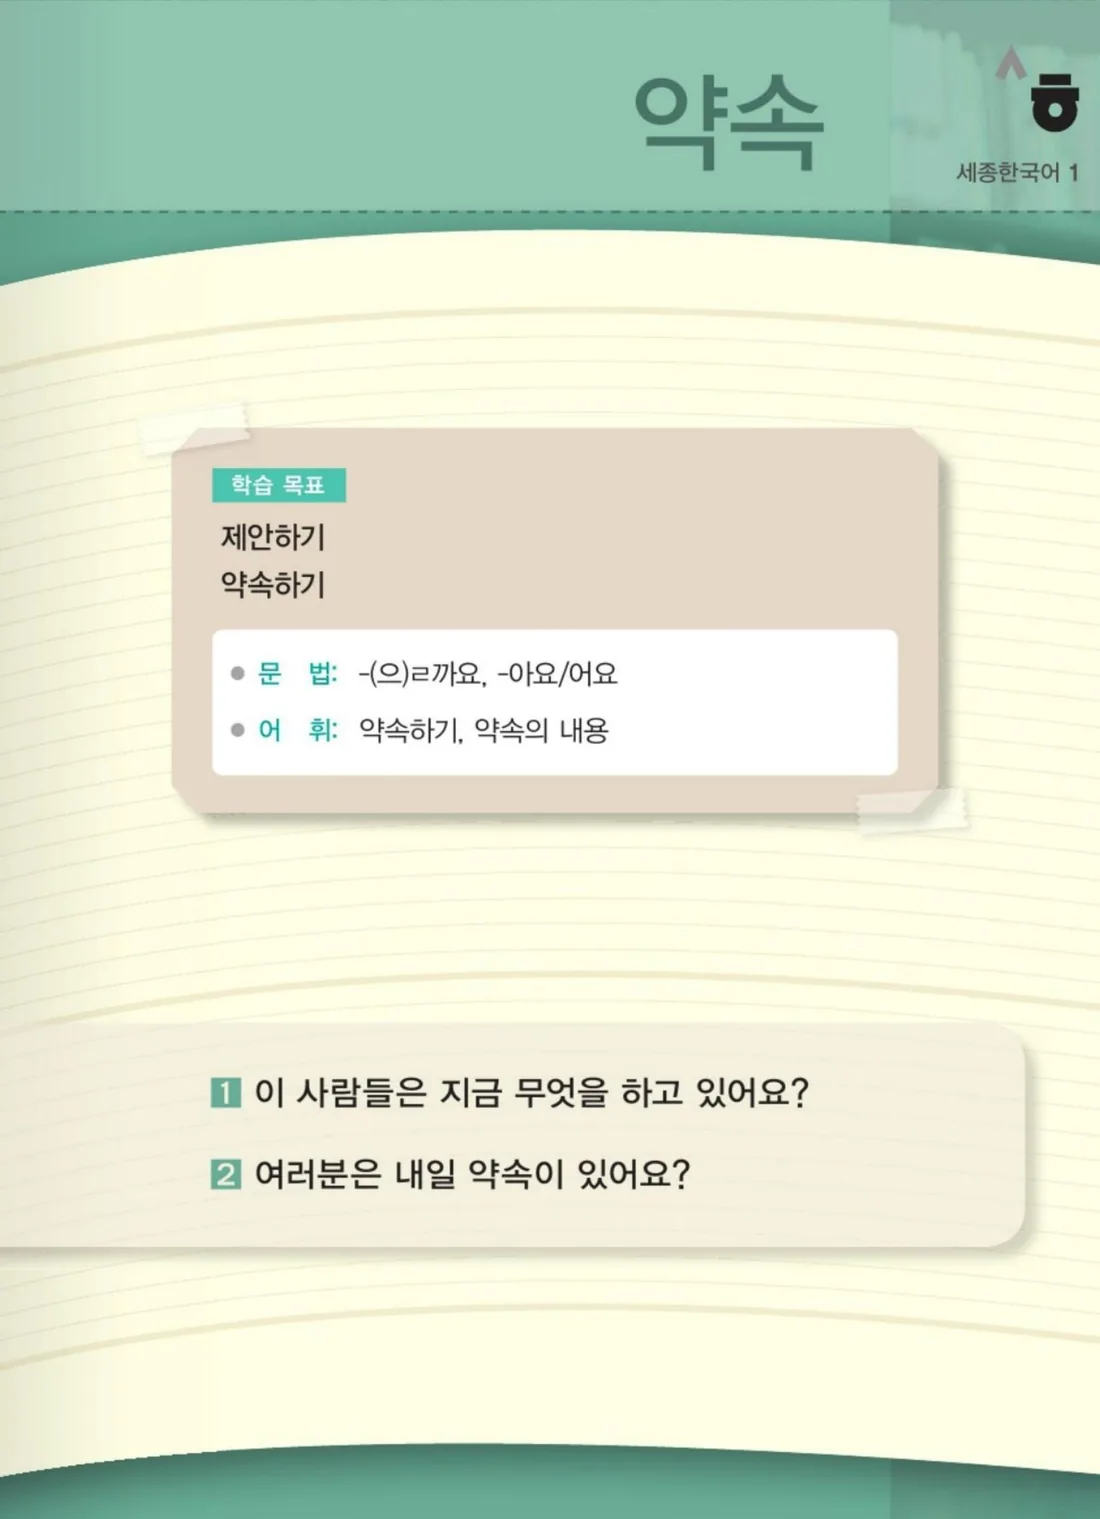 약속
세종한국어 1
학습 목표
제안하기
약속하기
● 문 법: -(으)ㄹ까요, -아요/어요
● 어 휘: 약속하기, 약속의 내용
1 이 사람들은 지금 무엇을 하고 있어요?
2 여러분은 내일 약속이 있어요?